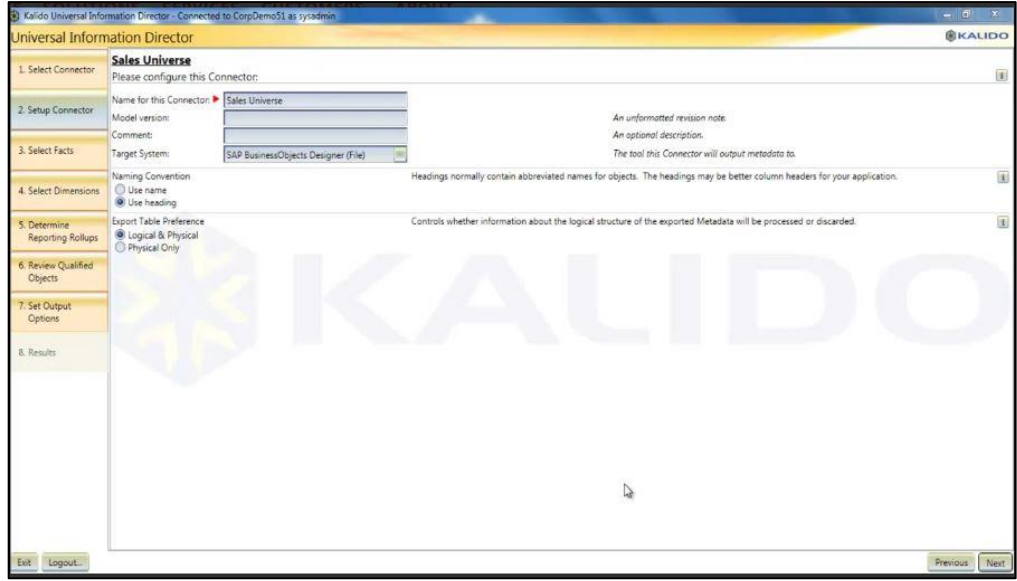 Kalido Universal Information Director - Connected to CorpDemo51 as sysadmin
Universal Information Director
KALIDO
1. Select Connector
2. Setup Connector
3. Select Facts
4. Select Dimensions
5. Determine
Reporting Rollups
6. Review Qualified
Objects
7. Set Output
Options
8. Results
Sales Universe
Please configure this Connector:
Name for this Connector: Sales Universe
Model version: An unformatted revision note.
Comment: An optional description.
Target System: SAP BusinessObjects Designer (File) The tool this Connector will output metadata to.
Naming Convention Headings normally contain abbreviated names for objects. The headings may be better column headers for your application.
Use name
Use heading
Export Table Preference Controls whether information about the logical structure of the exported Metadata will be processed or discarded.
Logical & Physical
Physical Only
KALIDO
Exit Logout... Previous Next